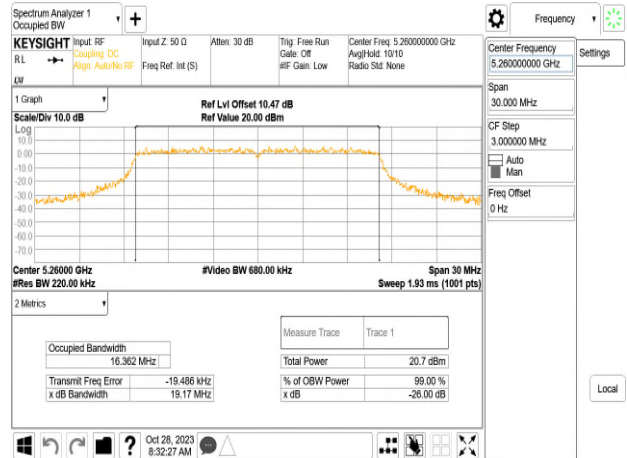 Spectrum Analyzer 1
Occupied BW
Frequency
KEYSIGHT
RL
LXI
Input: RF
Coupling: DC
Align: Auto/No RF
Input Z: 50 Ω
Freq Ref: Int (S)
Atten: 30 dB
Trig: Free Run
Gate: Off
#IF Gain: Low
Center Freq: 5.260000000 GHz
Avg|Hold: 10/10
Radio Std: None
Center Frequency
5.260000000 GHz
Settings
Span
30.000 MHz
CF Step
3.000000 MHz
Auto
Man
Freq Offset
0 Hz
Local
1 Graph
Scale/Div 10.0 dB
Ref Lvl Offset 10.47 dB
Ref Value 20.00 dBm
Log
10.0
0.00
-10.0
-20.0
-30.0
-40.0
-50.0
-60.0
-70.0
Center 5.26000 GHz
#Res BW 220.00 kHz
#Video BW 680.00 kHz
Span 30 MHz
Sweep 1.93 ms (1001 pts)
2 Metrics
Measure Trace Trace 1
Occupied Bandwidth
16.362 MHz
Total Power 20.7 dBm
Transmit Freq Error -19.486 kHz
% of OBW Power 99.00 %
x dB Bandwidth 19.17 MHz
x dB -26.00 dB
?
Oct 28, 2023
8:32:27 AM